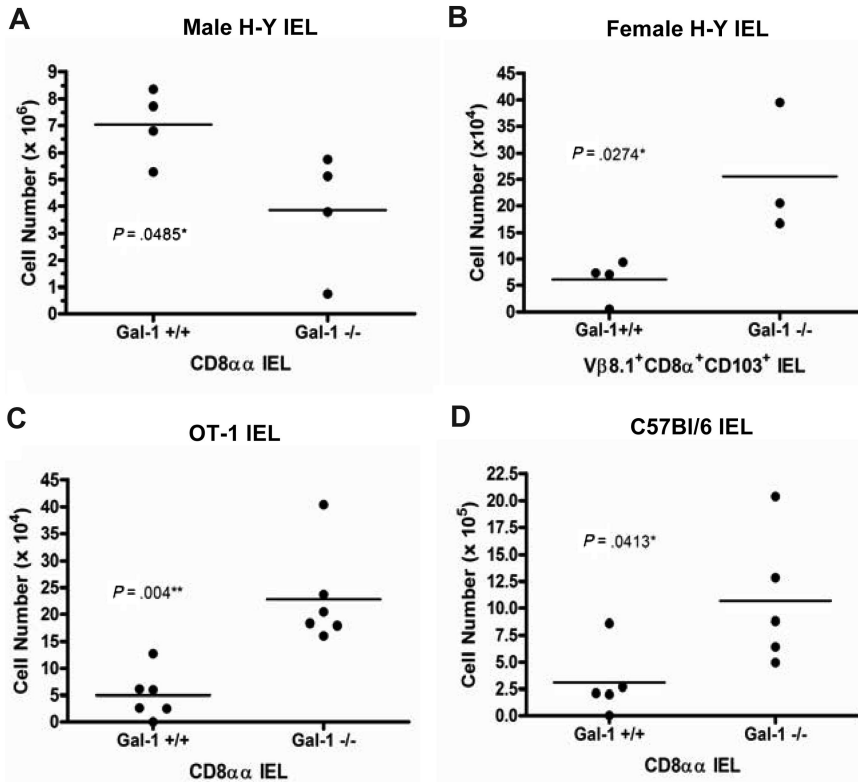 A
Male H-Y IEL
Cell Number (x 10⁶)
9
8
7
6
5
4
3
2
1
0
P = .0485*
Gal-1 +/+
Gal-1 -/-
CD8αα IEL
B
Female H-Y IEL
Cell Number (x10⁴)
45
40
35
30
25
20
15
10
5
0
P = .0274*
Gal-1+/+
Gal-1 -/-
Vβ8.1⁺CD8α⁺CD103⁺ IEL
C
OT-1 IEL
Cell Number (x 10⁴)
45
40
35
30
25
20
15
10
5
0
P = .004**
Gal-1 +/+
Gal-1 -/-
CD8αα IEL
D
C57Bl/6 IEL
Cell Number (x 10⁵)
22.5
20.0
17.5
15.0
12.5
10.0
7.5
5.0
2.5
0.0
P = .0413*
Gal-1 +/+
Gal-1 -/-
CD8αα IEL